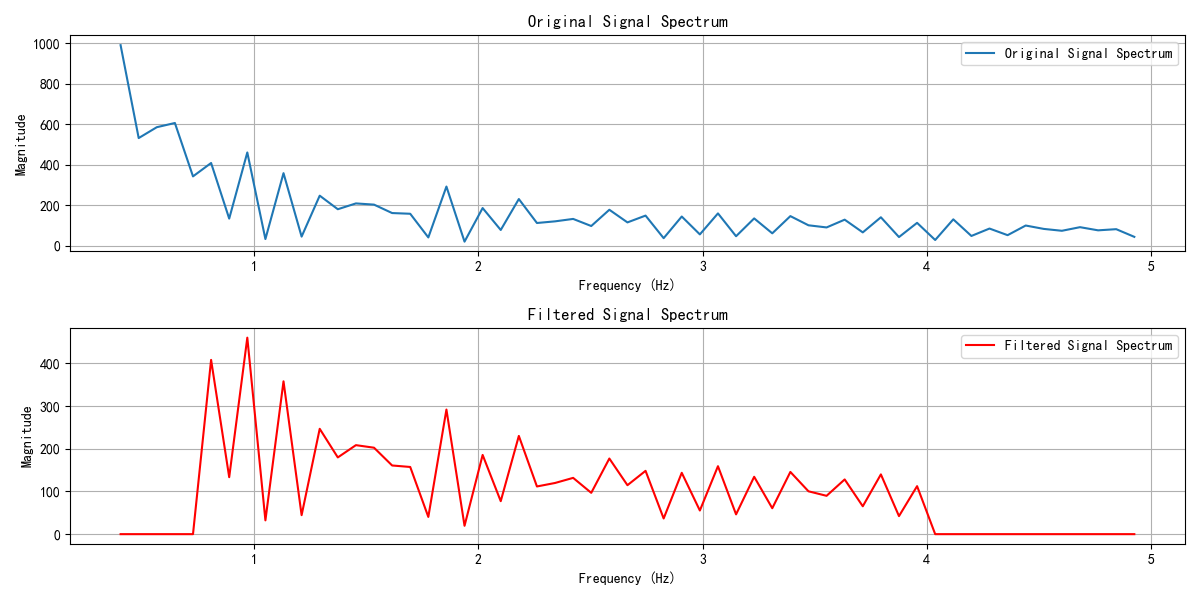 Original Signal Spectrum
1000
800
600
400
200
0
Magnitude
Original Signal Spectrum
1 2 3 4 5
Frequency (Hz)
Filtered Signal Spectrum
400
300
200
100
0
Magnitude
Filtered Signal Spectrum
1 2 3 4 5
Frequency (Hz)